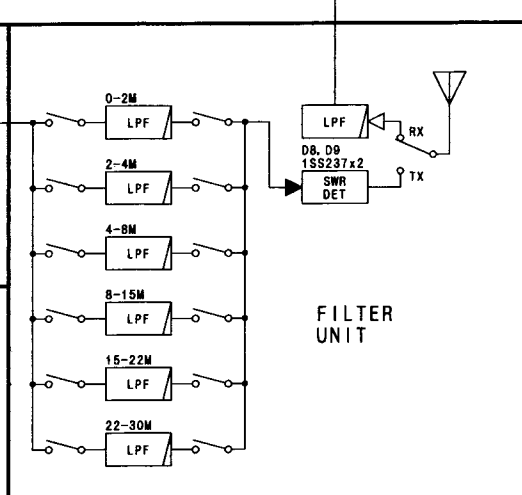 0-2M
LPF
2-4M
LPF
4-8M
LPF
8-15M
LPF
15-22M
LPF
22-30M
LPF
LPF
RX
D8, D9
1SS237x2
SWR
DET
TX
FILTER
UNIT